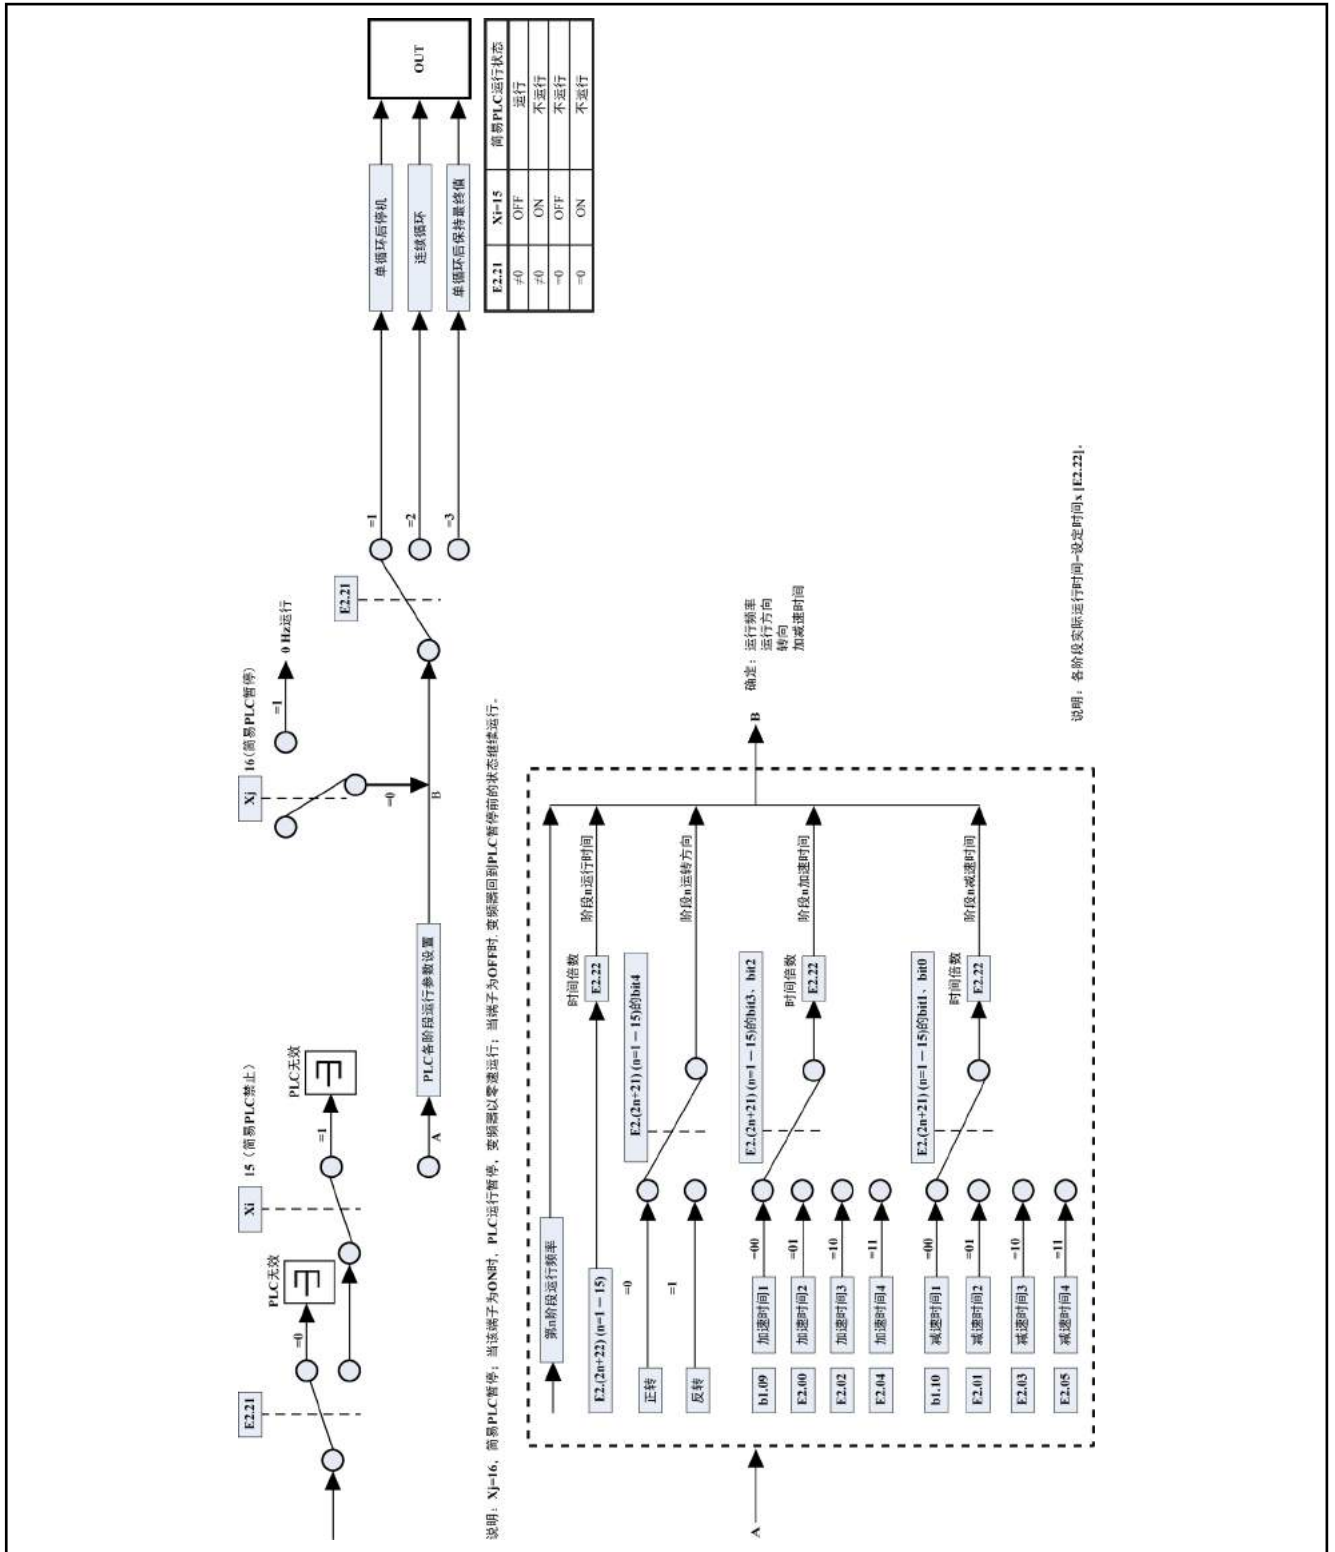 E2.21
=0
PLC无效
Xi
15（简易PLC禁止）
=1
PLC无效
A
PLC各阶段运行参数设置
B
Xj
16(简易PLC暂停)
=0
=1
0 Hz运行
E2.21
=1
=2
=3
单循环后停机
连续循环
单循环后保持最终值
OUT
E2.21 Xi=15 简易PLC运行状态
≠0 OFF 运行
≠0 ON 不运行
=0 OFF 不运行
=0 ON 不运行
说明：Xj=16，简易PLC暂停；当该端子为ON时，PLC运行暂停，变频器以零速运行；当端子为OFF时.变频器回到PLC暂停前的状态继续运行。
A
第n阶段运行频率
E2.(2n+22) (n=1－15)
时间倍数
E2.22
阶段n运行时间
正转
=0
反转
=1
E2.(2n+21) (n=1－15)的bit4
阶段n运转方向
b1.09 加速时间1 =00
E2.00 加速时间2 =01
E2.02 加速时间3 =10
E2.04 加速时间4 =11
E2.(2n+21) (n=1－15)的bit3、bit2
时间倍数
E2.22
阶段n加速时间
b1.10 减速时间1 =00
E2.01 减速时间2 =01
E2.03 减速时间3 =10
E2.05 减速时间4 =11
E2.(2n+21) (n=1－15)的bit1、bit0
时间倍数
E2.22
阶段n减速时间
B
确定：运行频率
运行方向
转向
加减速时间
说明：各阶段实际运行时间=设定时间x [E2.22]。